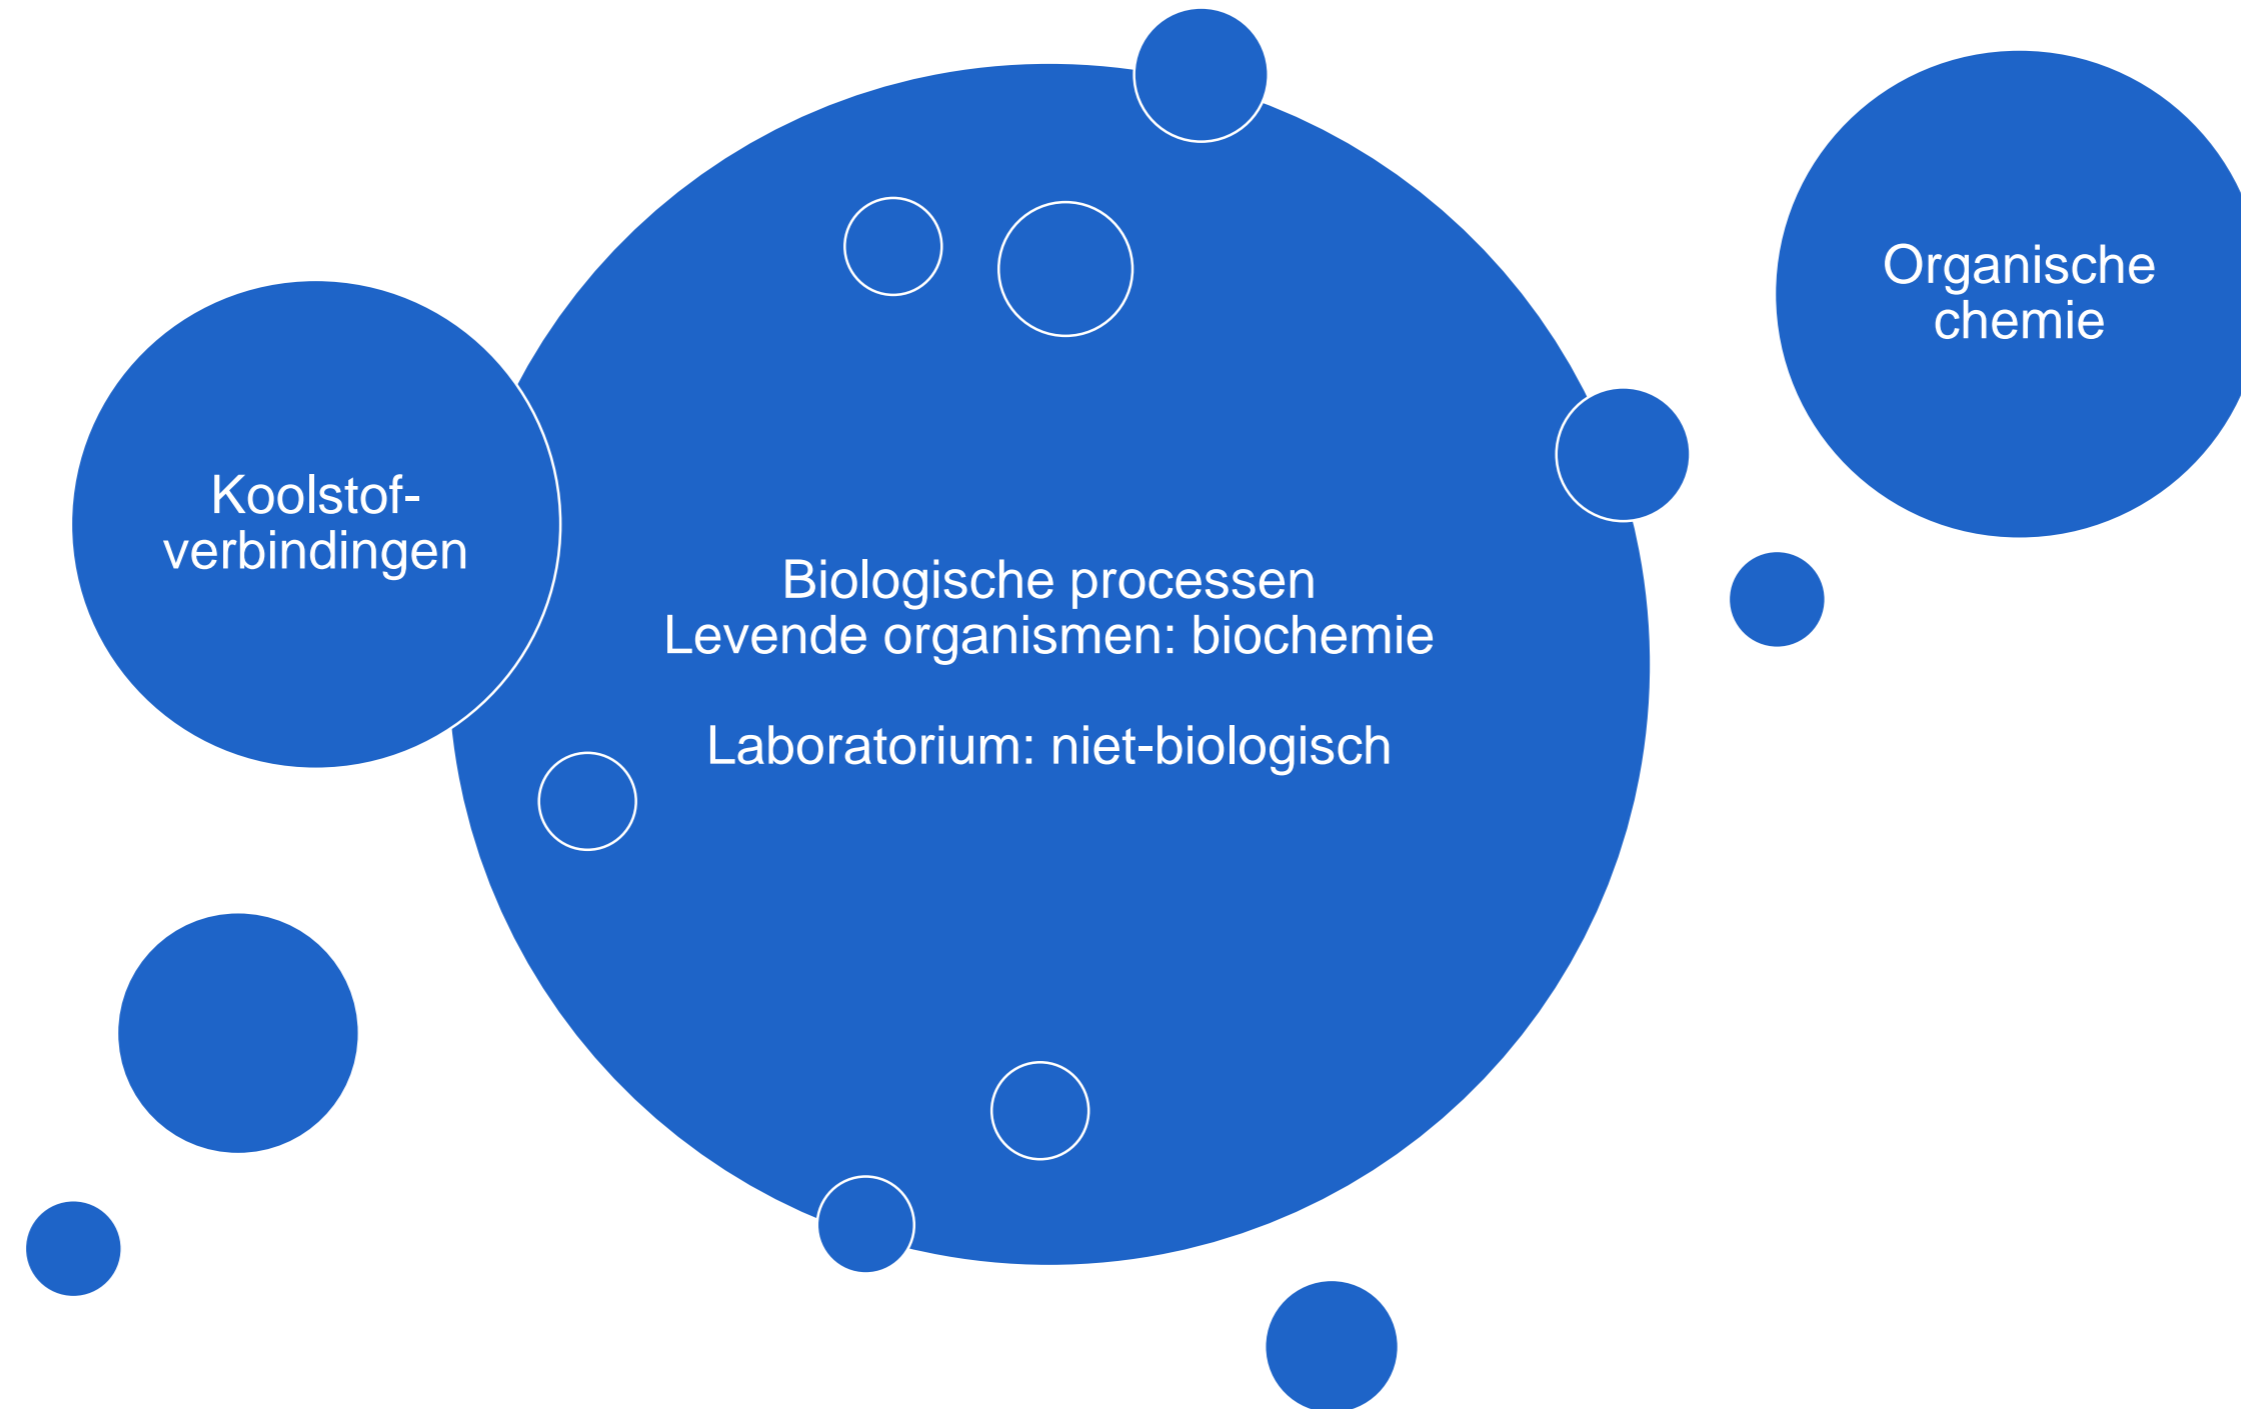 Koolstof-
verbindingen
Biologische processen
Levende organismen: biochemie
Laboratorium: niet-biologisch
Organische
chemie